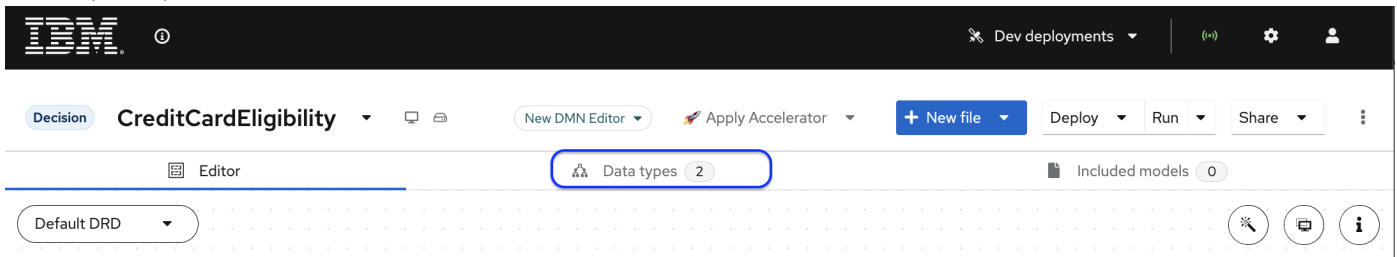 IBM.
Dev deployments
Decision CreditCardEligibility New DMN Editor Apply Accelerator + New file Deploy Run Share
Editor Data types 2 Included models 0
Default DRD